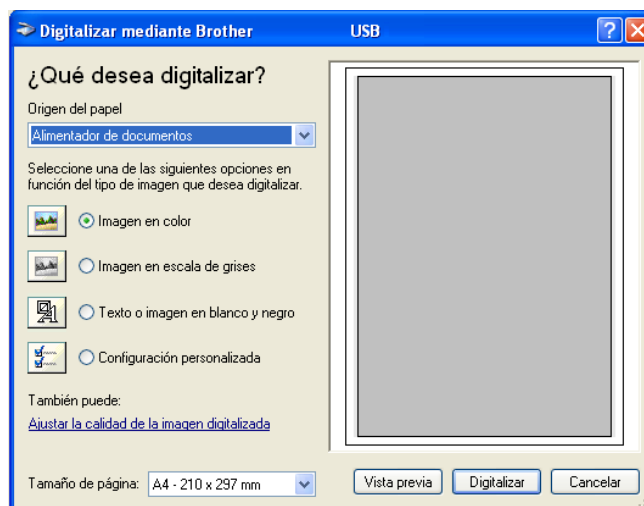 Digitalizar mediante Brother USB
¿Qué desea digitalizar?
Origen del papel
Alimentador de documentos
Seleccione una de las siguientes opciones en
función del tipo de imagen que desea digitalizar.
Imagen en color
Imagen en escala de grises
Texto o imagen en blanco y negro
Configuración personalizada
También puede:
Ajustar la calidad de la imagen digitalizada
Tamaño de página: A4 - 210 x 297 mm
Vista previa Digitalizar Cancelar